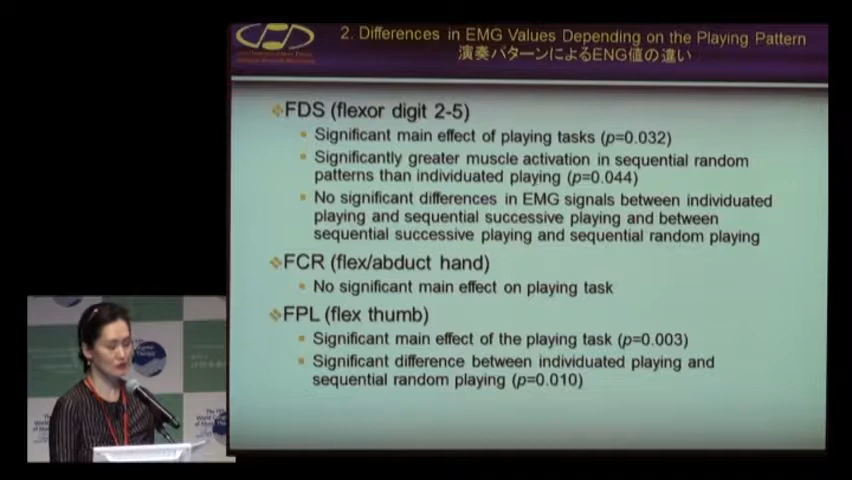 2. Differences in EMG Values Depending on the Playing Pattern
演奏パターンによるENG値の違い
FDS (flexor digit 2-5)
Significant main effect of playing tasks (p=0.032)
Significantly greater muscle activation in sequential random
patterns than individuated playing (p=0.044)
No significant differences in EMG signals between individuated
playing and sequential successive playing and between
sequential successive playing and sequential random playing
FCR (flex/abduct hand)
No significant main effect on playing task
FPL (flex thumb)
Significant main effect of the playing task (p=0.003)
Significant difference between individuated playing and
sequential random playing (p=0.010)